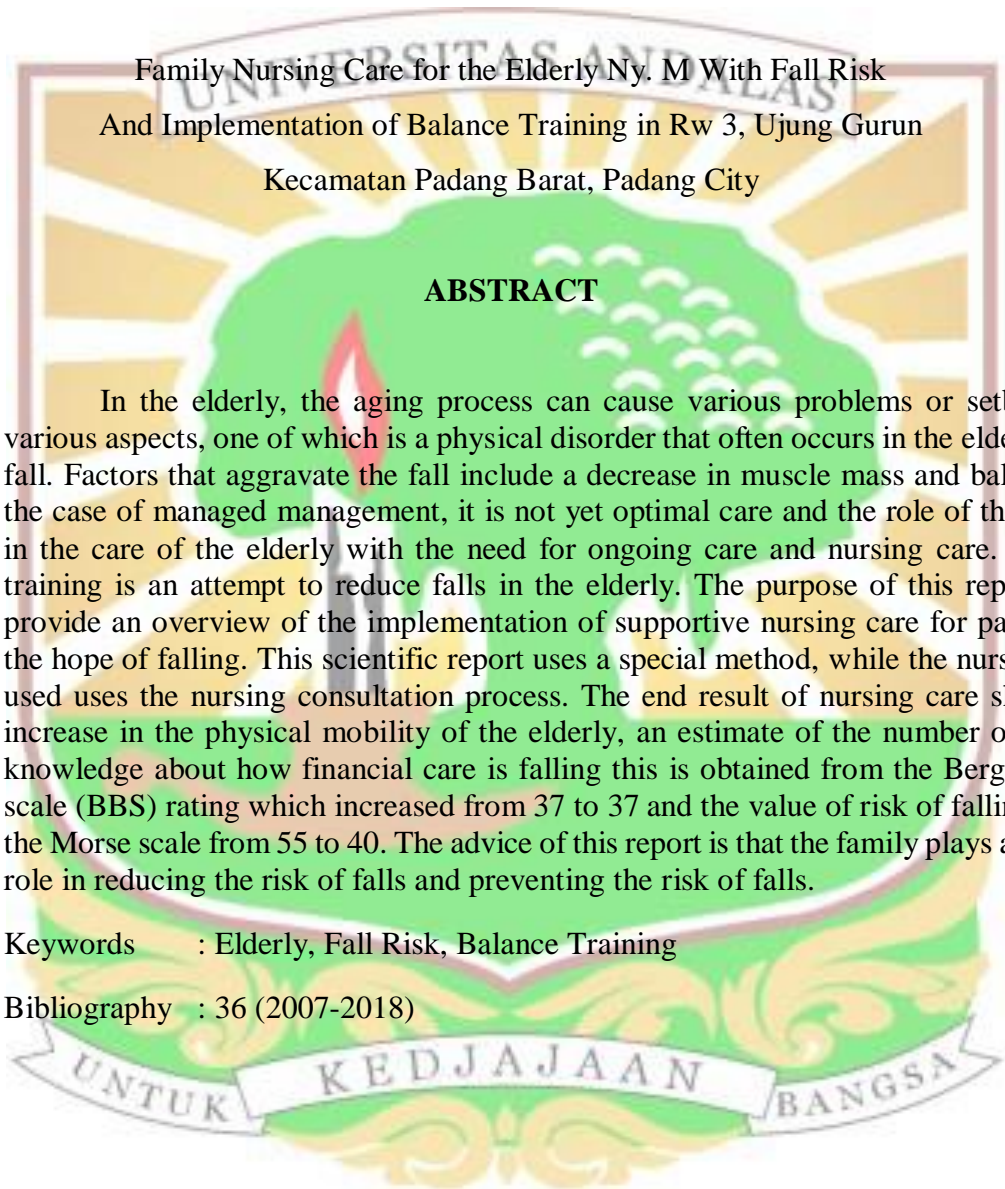 UNIVERSITAS ANDALAS
Family Nursing Care for the Elderly Ny. M With Fall Risk
And Implementation of Balance Training in Rw 3, Ujung Gurun
Kecamatan Padang Barat, Padang City
ABSTRACT
In the elderly, the aging process can cause various problems or
various aspects, one of which is a physical disorder that often occurs in the
fall. Factors that aggravate the fall include a decrease in muscle mass and
the case of managed management, it is not yet optimal care and the role of
in the care of the elderly with the need for ongoing care and nursing care.
training is an attempt to reduce falls in the elderly. The purpose of this
provide an overview of the implementation of supportive nursing care for
the hope of falling. This scientific report uses a special method, while the
used uses the nursing consultation process. The end result of nursing care
increase in the physical mobility of the elderly, an estimate of the number
knowledge about how financial care is falling this is obtained from the
scale (BBS) rating which increased from 37 to 37 and the value of risk of
the Morse scale from 55 to 40. The advice of this report is that the family plays
role in reducing the risk of falls and preventing the risk of falls.
Keywords : Elderly, Fall Risk, Balance Training
Bibliography : 36 (2007-2018)
UNTUK KEDJAJAAN BANGSA